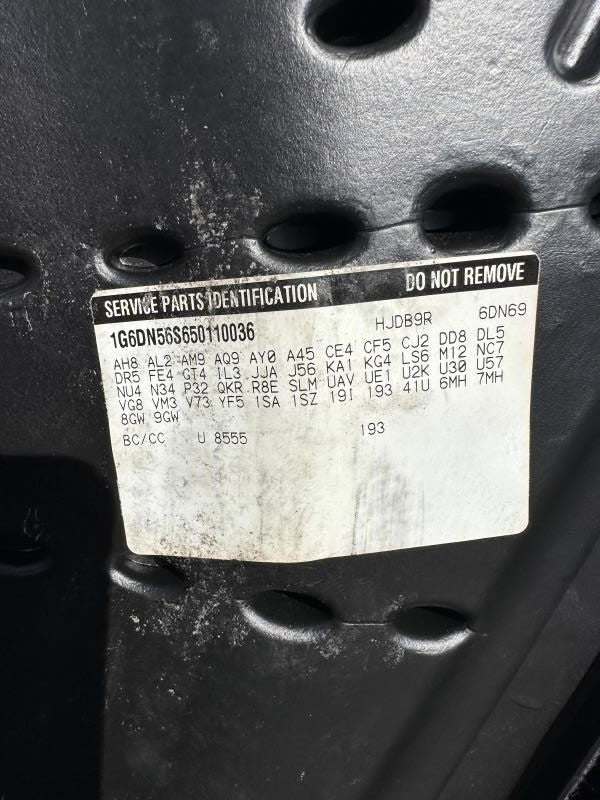 SERVICE PARTS IDENTIFICATION DO NOT REMOVE
1G6DN56S650110036 HJDB9R 6DN69
AH8 AL2 AM9 AQ9 AY0 A45 CE4 CF5 CJ2 DD8 DL5
DR5 FE4 GT4 IL3 JJA J56 KA1 KG4 LS6 M12 NC7
NU4 N34 P32 QKR R8E SLM UAV UE1 U2K U30 U57
VG8 VM3 V73 YF5 1SA 1SZ 19I 193 41U 6MH 7MH
8GW 9GW
BC/CC U 8555 193